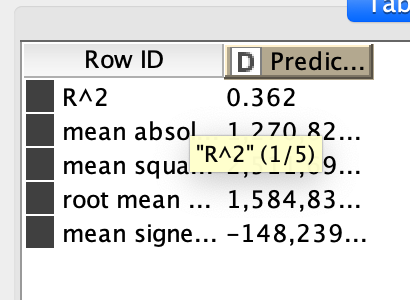 Tab
Row ID D Predic...
R^2 0.362
mean absol... 1,270,82...
"R^2" (1/5)
mean squa...
root mean ... 1,584,83...
mean signe... -148,239...